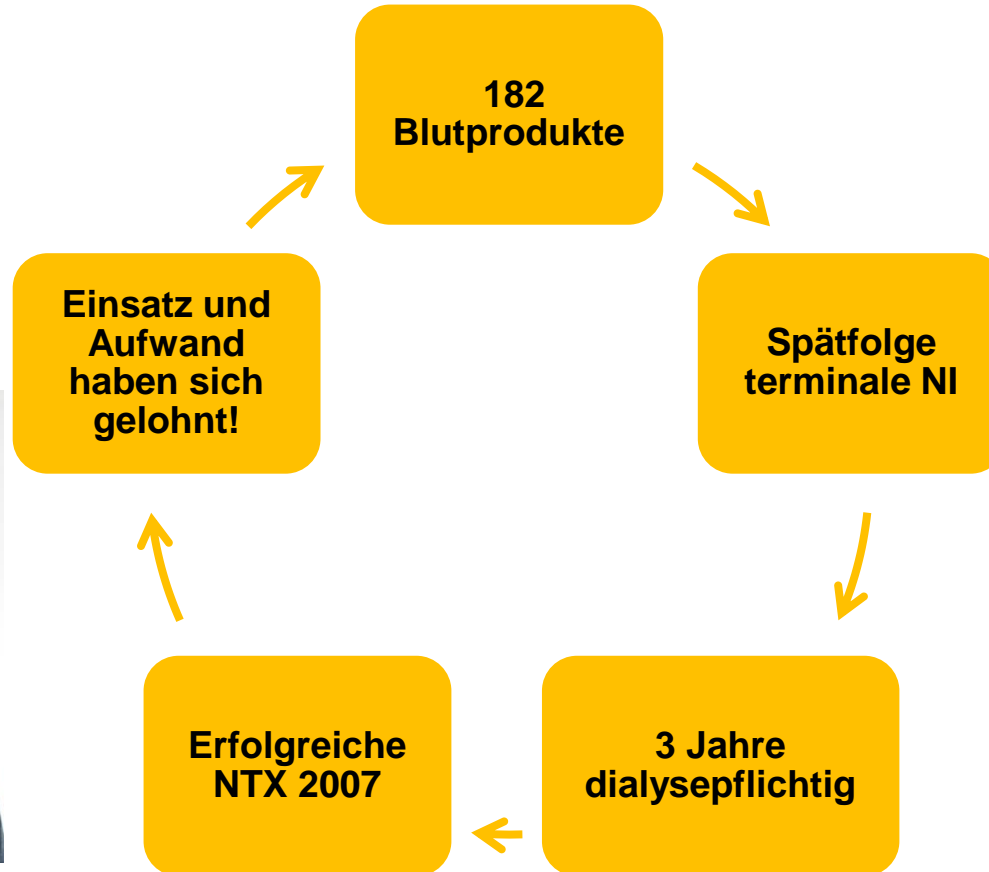 182
Blutprodukte
Spätfolge
terminale NI
3 Jahre
dialysepflichtig
Erfolgreiche
NTX 2007
Einsatz und
Aufwand
haben sich
gelohnt!